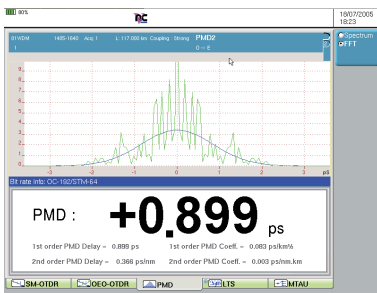 80%
18/07/2005
18:23
81WDM 1485-1640 Acq 1 L 117.000 km Coupling : Strong PMD2
1 O -> E
Spectrum
FFT
9
8
7
6
5
4
3
2
1
-3 -2 -1 0 1 2 3 pS
Bit rate info: OC-192/STM-64
PMD : +0.899 ps
1st order PMD Delay = 0.899 ps 1st order PMD Coeff. = 0.083 ps/km½
2nd order PMD Delay = 0.366 ps/nm 2nd order PMD Coeff. = 0.003 ps/nm.km
SM-OTDR OEO-OTDR PMD LTS MTAU